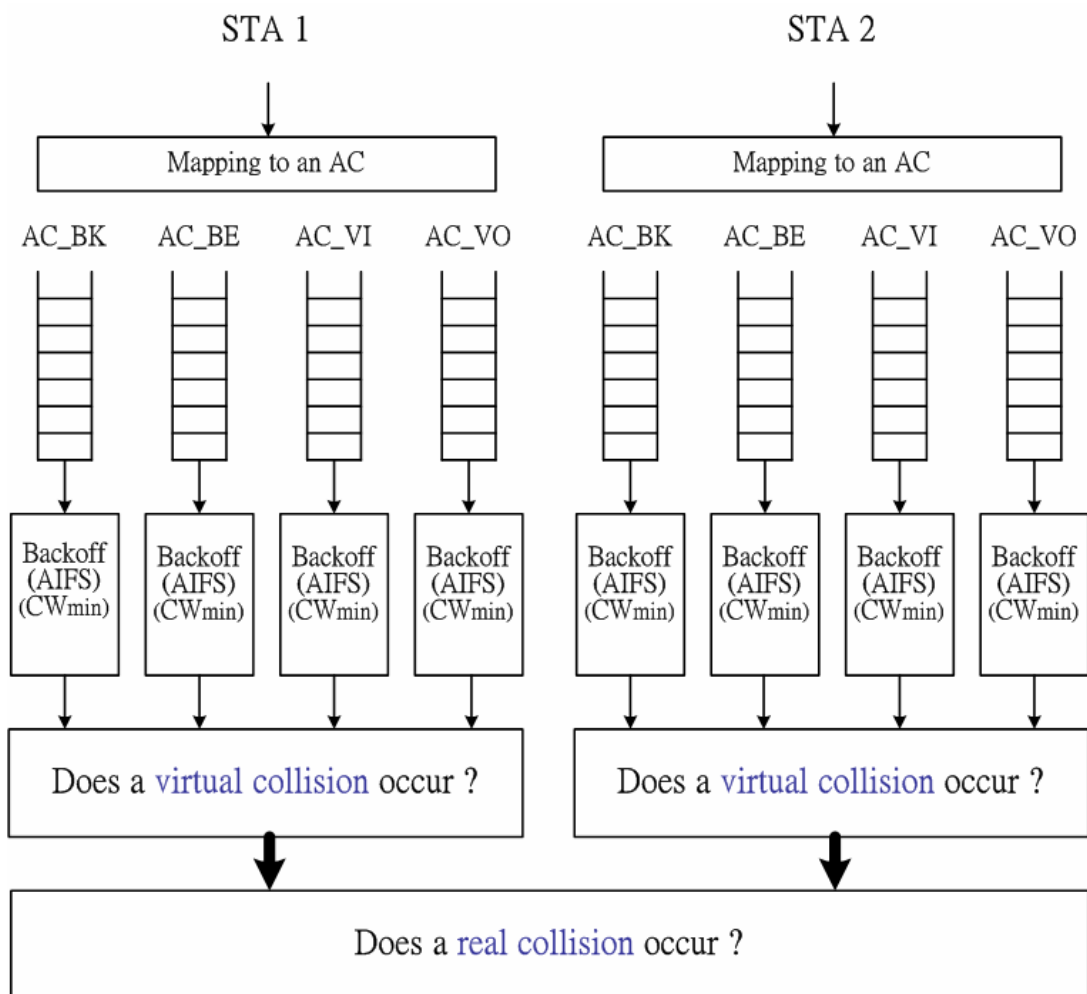 STA 1
STA 2
Mapping to an AC
Mapping to an AC
AC_BK
AC_BE
AC_VI
AC_VO
AC_BK
AC_BE
AC_VI
AC_VO
Backoff
(AIFS)
(CWmin)
Backoff
(AIFS)
(CWmin)
Backoff
(AIFS)
(CWmin)
Backoff
(AIFS)
(CWmin)
Backoff
(AIFS)
(CWmin)
Backoff
(AIFS)
(CWmin)
Backoff
(AIFS)
(CWmin)
Backoff
(AIFS)
(CWmin)
Does a virtual collision occur ?
Does a virtual collision occur ?
Does a real collision occur ?